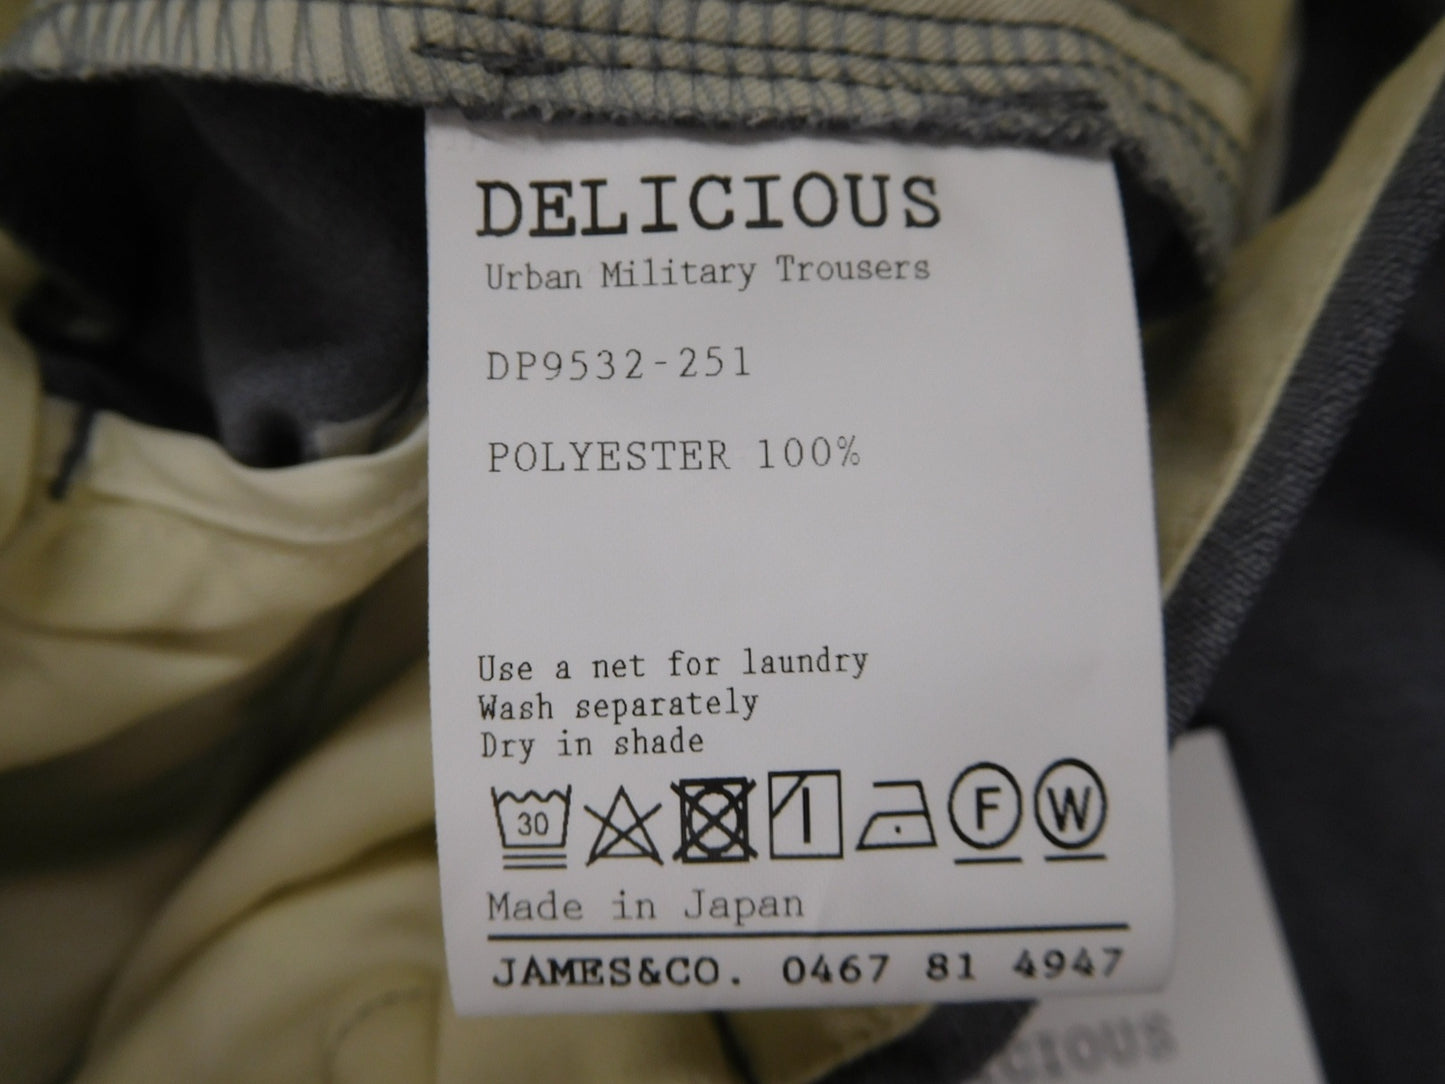 DELICIOUS
Urban Military Trousers
DP9532-251
POLYESTER 100%
Use a net for laundry
Wash separately
Dry in shade
30 F W
Made in Japan
JAMES&CO. 0467 81 4947
CIOUS